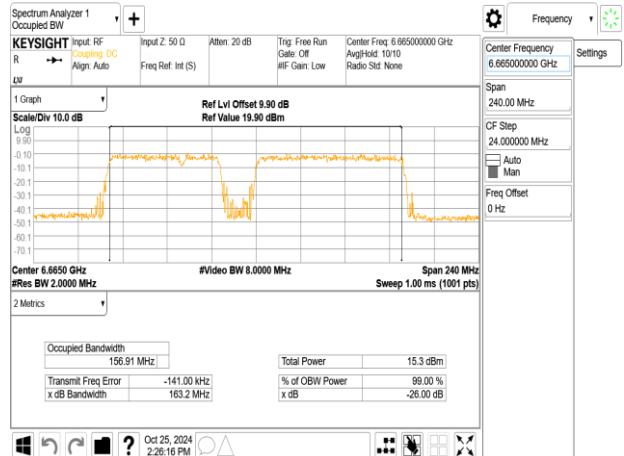 Spectrum Analyzer 1
Occupied BW
Frequency
KEYSIGHT
Input: RF
Coupling: DC
Align: Auto
Input Z: 50 Ω
Freq Ref: Int (S)
Atten: 20 dB
Trig: Free Run
Gate: Off
#IF Gain: Low
Center Freq: 6.665000000 GHz
Avg|Hold: 10/10
Radio Std: None
R
LXI
Center Frequency
6.665000000 GHz
Settings
Span
240.00 MHz
CF Step
24.000000 MHz
Auto
Man
Freq Offset
0 Hz
1 Graph
Ref Lvl Offset 9.90 dB
Scale/Div 10.0 dB
Ref Value 19.90 dBm
Log
9.90
-0.10
-10.1
-20.1
-30.1
-40.1
-50.1
-60.1
-70.1
Center 6.6650 GHz
#Video BW 8.0000 MHz
Span 240 MHz
#Res BW 2.0000 MHz
Sweep 1.00 ms (1001 pts)
2 Metrics
Occupied Bandwidth
156.91 MHz
Total Power 15.3 dBm
Transmit Freq Error -141.00 kHz
% of OBW Power 99.00 %
x dB Bandwidth 163.2 MHz
x dB -26.00 dB
?
Oct 25, 2024
2:26:16 PM